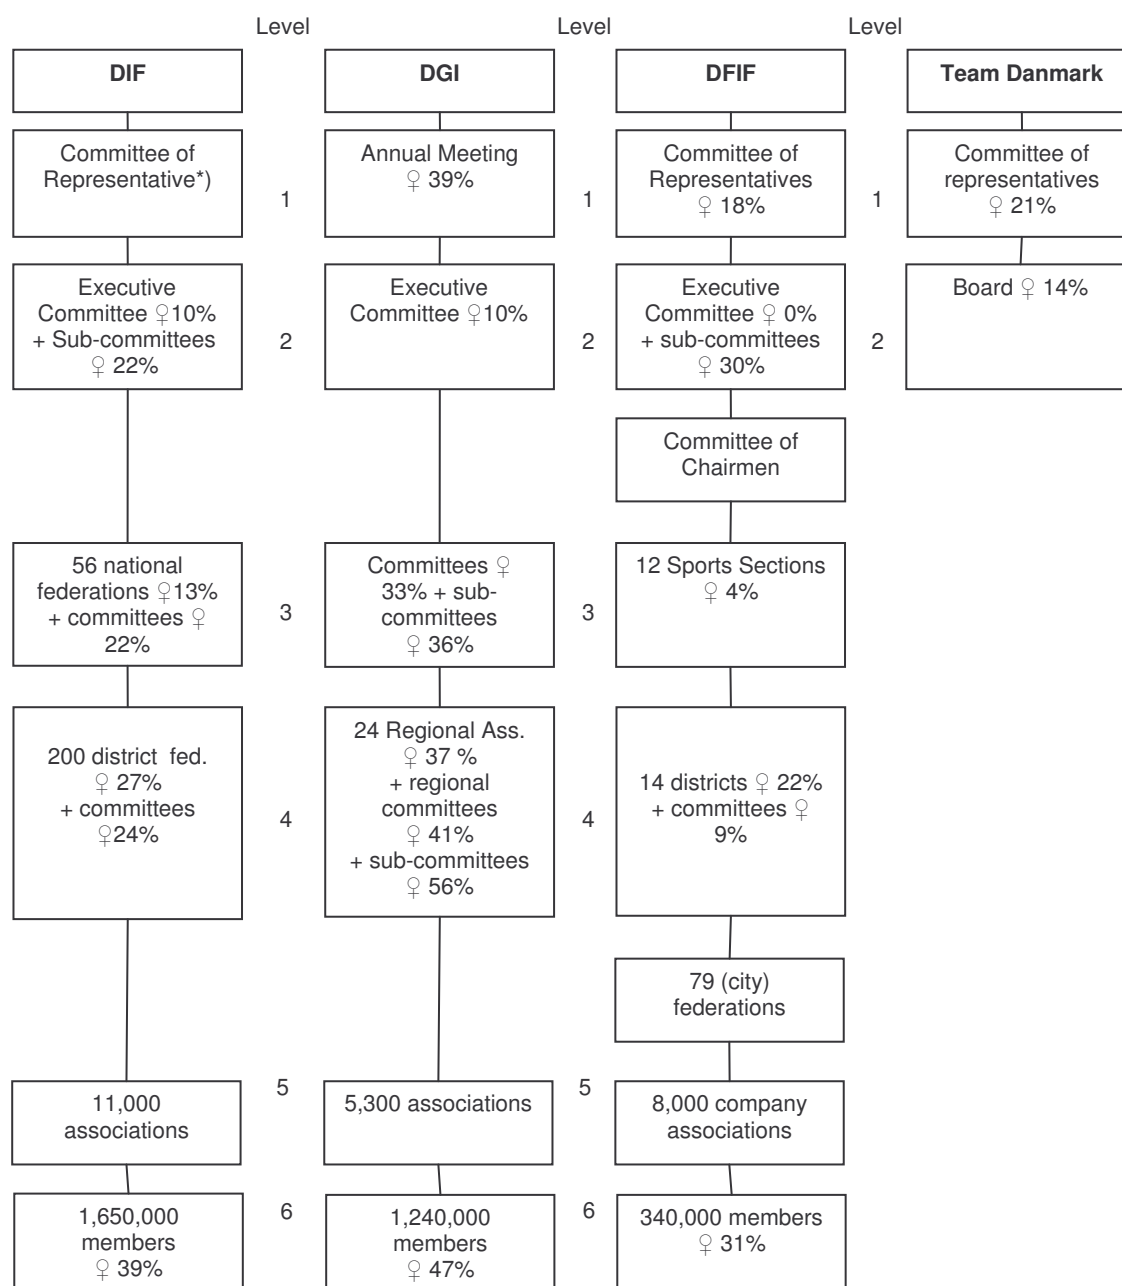 Level
Level
Level
DIF
DGI
DFIF
Team Danmark
Committee of
Representative*)
1
Annual Meeting
♀ 39%
1
Committee of
Representatives
♀ 18%
1
Committee of
representatives
♀ 21%
Executive
Committee ♀10%
+ Sub-committees
♀ 22%
2
Executive
Committee ♀10%
2
Executive
Committee ♀ 0%
+ sub-committees
♀ 30%
2
Board ♀ 14%
Committee of
Chairmen
56 national
federations ♀13%
+ committees ♀
22%
3
Committees ♀
33% + sub-
committees
♀ 36%
3
12 Sports Sections
♀ 4%
200 district fed.
♀ 27%
+ committees
♀24%
4
24 Regional Ass.
♀ 37 %
+ regional
committees
♀ 41%
+ sub-committees
♀ 56%
4
14 districts ♀ 22%
+ committees ♀
9%
79 (city)
federations
11,000
associations
5
5,300 associations
5
8,000 company
associations
1,650,000
members
♀ 39%
6
1,240,000
members
♀ 47%
6
340,000 members
♀ 31%